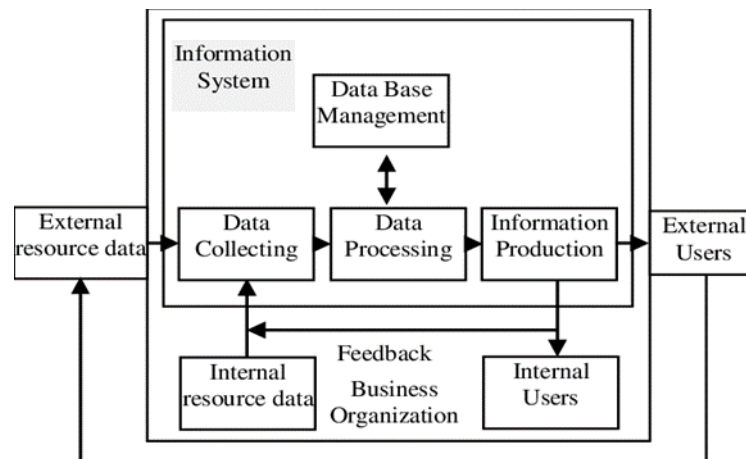 Information
System
Data Base
Management
External
resource data
Data
Collecting
Data
Processing
Information
Production
External
Users
Feedback
Internal
resource data
Business
Organization
Internal
Users